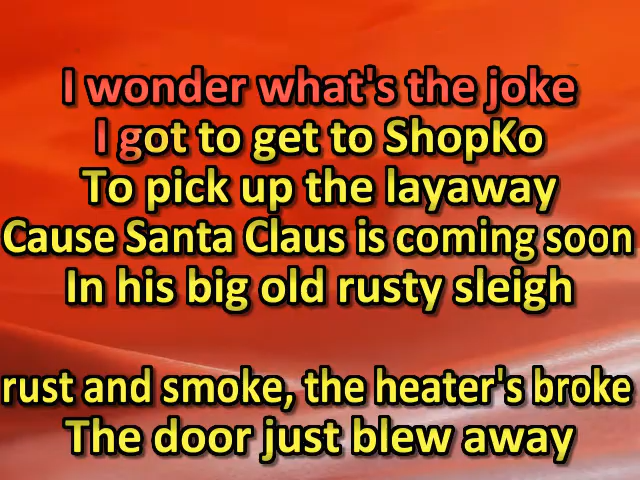 I wonder what's the joke
I got to get to ShopKo
To pick up the layaway
Cause Santa Claus is coming soon
In his big old rusty sleigh
rust and smoke, the heater's broke
The door just blew away